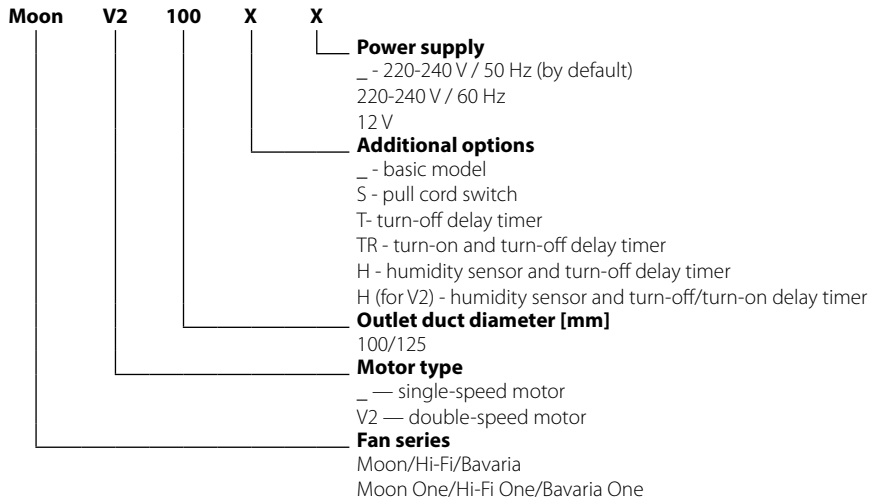 Moon V2 100 X X
Power supply
_ - 220-240 V / 50 Hz (by default)
220-240 V / 60 Hz
12 V
Additional options
_ - basic model
S - pull cord switch
T- turn-off delay timer
TR - turn-on and turn-off delay timer
H - humidity sensor and turn-off delay timer
H (for V2) - humidity sensor and turn-off/turn-on delay timer
Outlet duct diameter [mm]
100/125
Motor type
_ — single-speed motor
V2 — double-speed motor
Fan series
Moon/Hi-Fi/Bavaria
Moon One/Hi-Fi One/Bavaria One